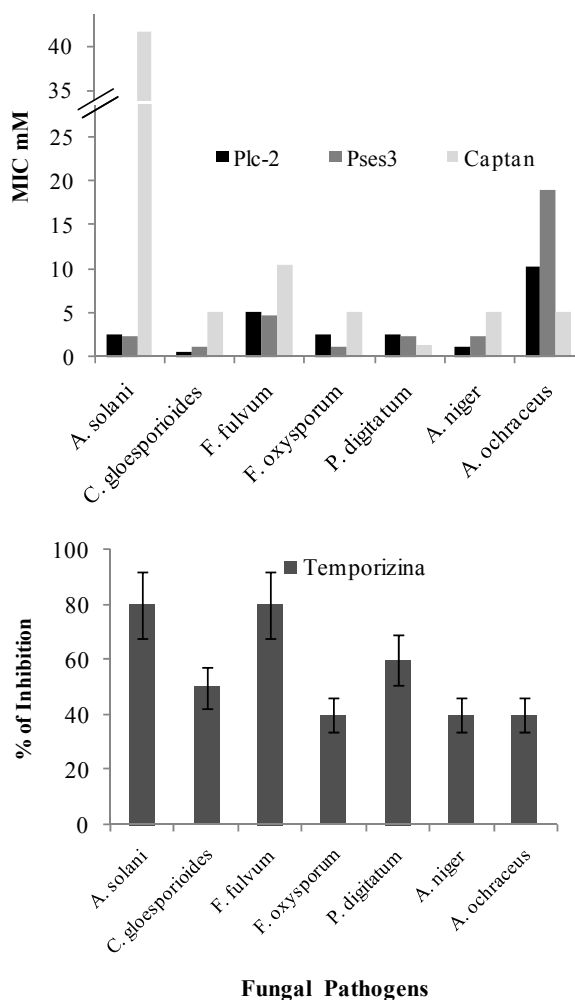 MIC mM
40
35
25
20
15
10
5
0
Plc-2 Pses3 Captan
A. solani
C. gloesporioides
F. fulvum
F. oxysporum
P. digitatum
A. niger
A. ochraceus
% of Inhibition
100
80
60
40
20
0
Temporizina
A. solani
C. gloesporioides
F. fulvum
F. oxysporum
P. digitatum
A. niger
A. ochraceus
Fungal Pathogens